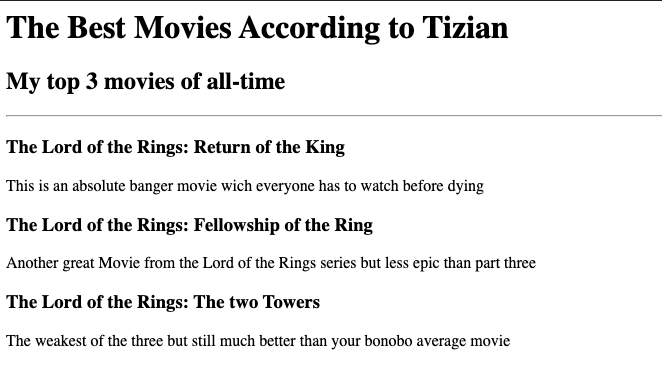 The Best Movies According to Tizian
My top 3 movies of all-time
The Lord of the Rings: Return of the King
This is an absolute banger movie wich everyone has to watch before dying
The Lord of the Rings: Fellowship of the Ring
Another great Movie from the Lord of the Rings series but less epic than part three
The Lord of the Rings: The two Towers
The weakest of the three but still much better than your bonobo average movie